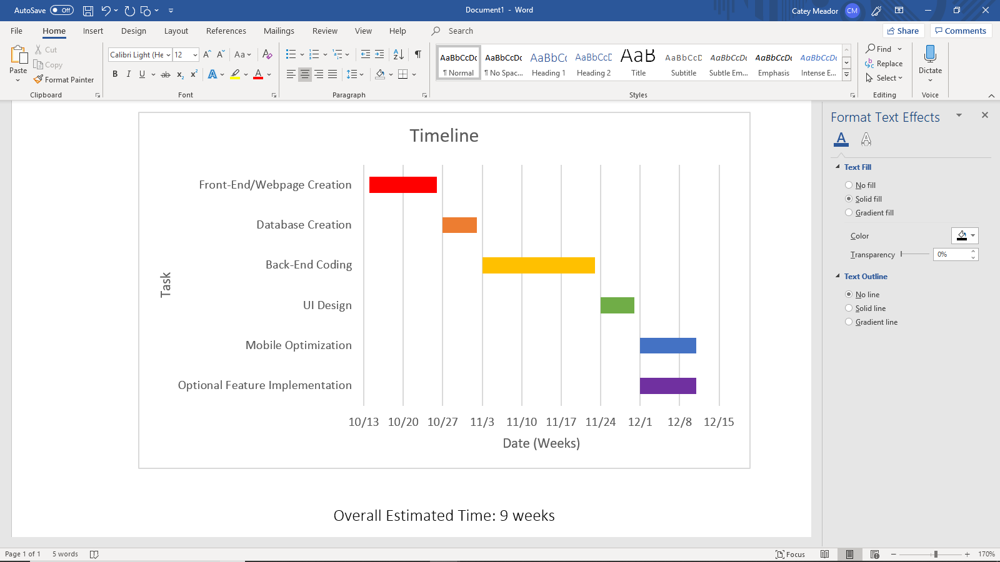 AutoSave Off
Document1 - Word
Catey Meador CM
File Home Insert Design Layout References Mailings Review View Help Search
Share Comments
Paste
Cut
Copy
Format Painter
Clipboard
Calibri Light (He 12
Font
Paragraph
AaBbCcDc AaBbCcDc AaBbCc AaBbCcD AaB AaBbCcD AaBbCcDc AaBbCcDc AaBbCcDc
¶ Normal ¶ No Spac... Heading 1 Heading 2 Title Subtitle Subtle Em... Emphasis Intense E...
Styles
Find
Replace
Select
Editing
Dictate
Voice
Timeline
Front-End/Webpage Creation
Database Creation
Back-End Coding
UI Design
Mobile Optimization
Optional Feature Implementation
Task
10/13 10/20 10/27 11/3 11/10 11/17 11/24 12/1 12/8 12/15
Date (Weeks)
Overall Estimated Time: 9 weeks
Format Text Effects
Text Fill
No fill
Solid fill
Gradient fill
Color
Transparency 0%
Text Outline
No line
Solid line
Gradient line
Page 1 of 1 5 words
Focus
170%